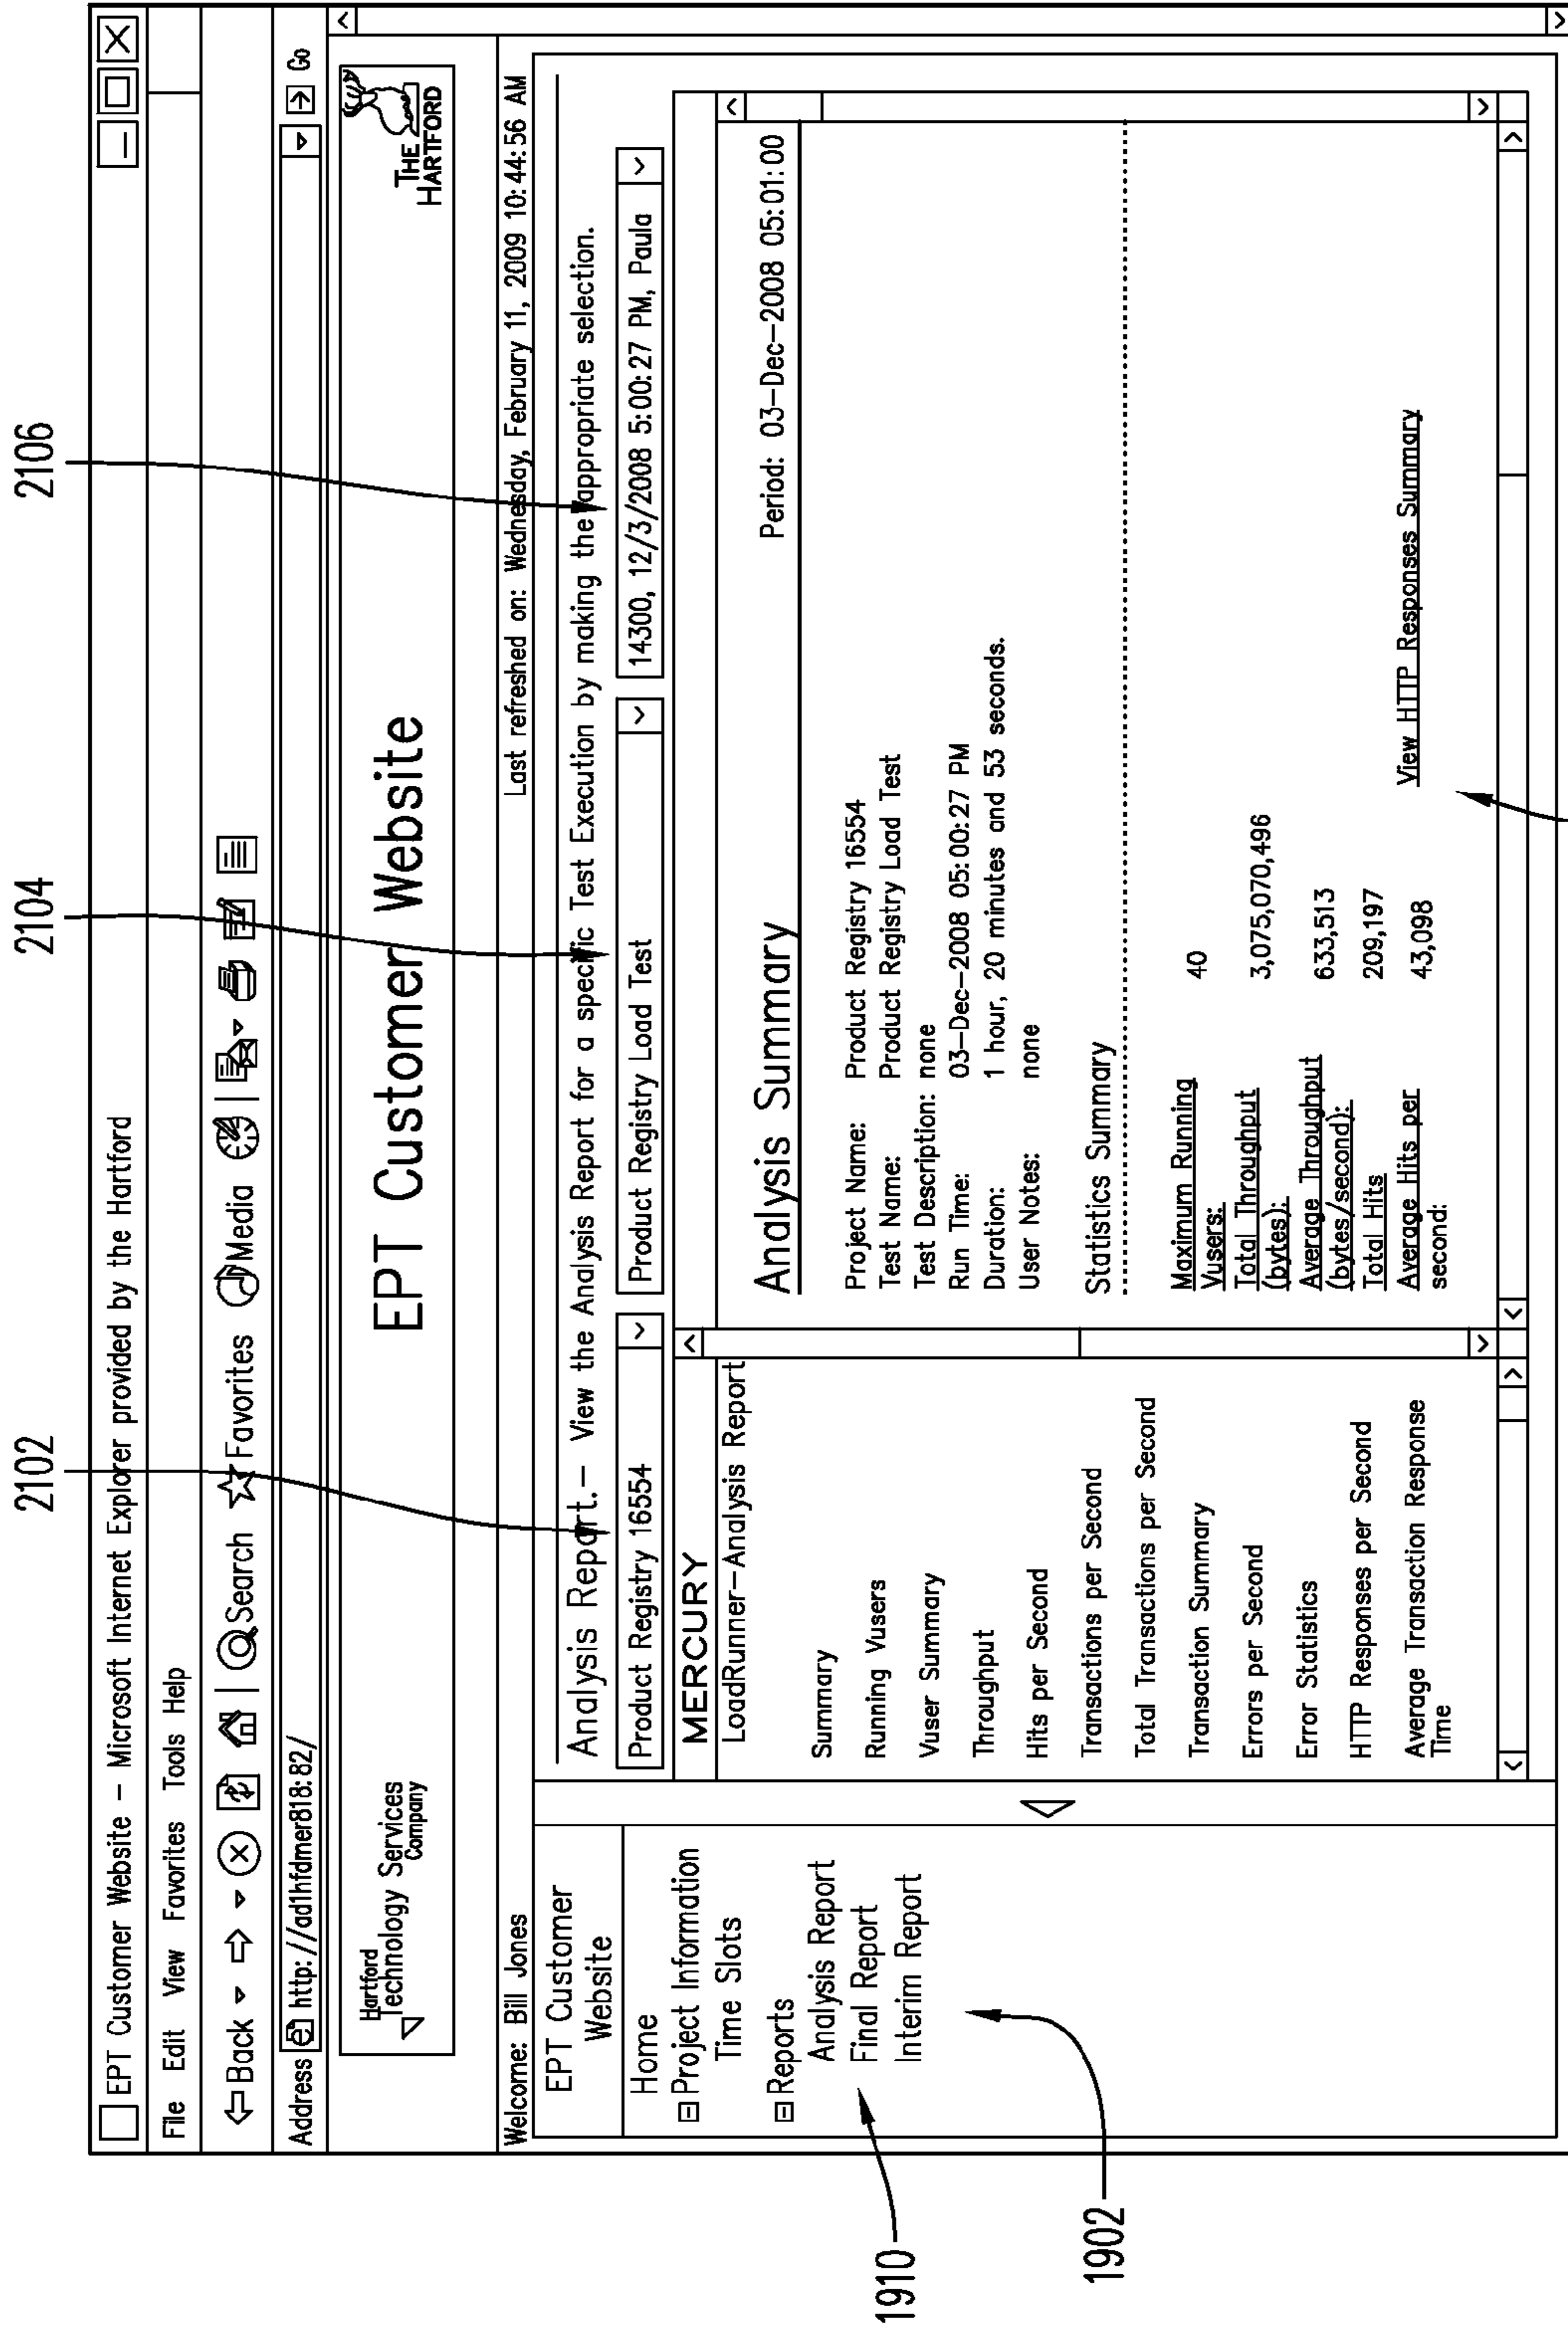 2102
2104
2106
EPT Customer Website – Microsoft Internet Explorer provided by the Hartford
File Edit View Favorites Tools Help
Back Search Favorites Media
Address http://ad1hfdmer818:82/ Go
Hartford
Technology Services
Company
EPT Customer Website
THE
HARTFORD
Welcome: Bill Jones
Last refreshed on: Wednesday, February 11, 2009 10:44:56 AM
EPT Customer
Website
Home
Project Information
Time Slots
Reports
Analysis Report
Final Report
Interim Report
1910
1902
Analysis Report. – View the Analysis Report for a specific Test Execution by making the appropriate selection.
Product Registry 16554
Product Registry Load Test
14300, 12/3/2008 5:00:27 PM, Paula
MERCURY
LoadRunner–Analysis Report
Summary
Running Vusers
Vuser Summary
Throughput
Hits per Second
Transactions per Second
Total Transactions per Second
Transaction Summary
Errors per Second
Error Statistics
HTTP Responses per Second
Average Transaction Response
Time
Analysis Summary
Period: 03–Dec–2008 05:01:00
Project Name: Product Registry 16554
Test Name: Product Registry Load Test
Test Description: none
Run Time: 03–Dec–2008 05:00:27 PM
Duration: 1 hour, 20 minutes and 53 seconds.
User Notes: none
Statistics Summary
Maximum Running
Vusers: 40
Total Throughput
(bytes): 3,075,070,496
Average Throughput
(bytes/second): 633,513
Total Hits 209,197
Average Hits per
second: 43,098
View HTTP Responses Summary